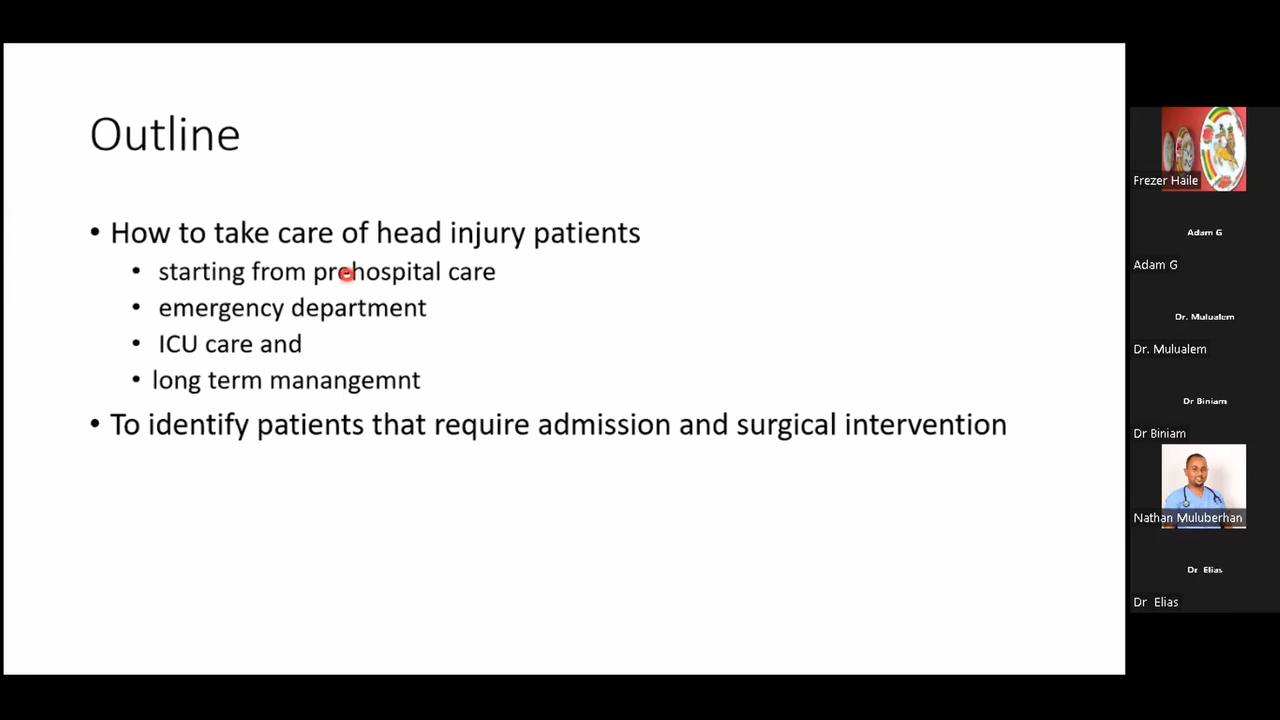 Outline
• How to take care of head injury patients
• starting from prehospital care
• emergency department
• ICU care and
• long term manangemnt
• To identify patients that require admission and surgical intervention
Frezer Haile
Adam G
Adam G
Dr. Mulualem
Dr. Mulualem
Dr Biniam
Dr Biniam
Nathan Muluberhan
Dr Elias
Dr Elias